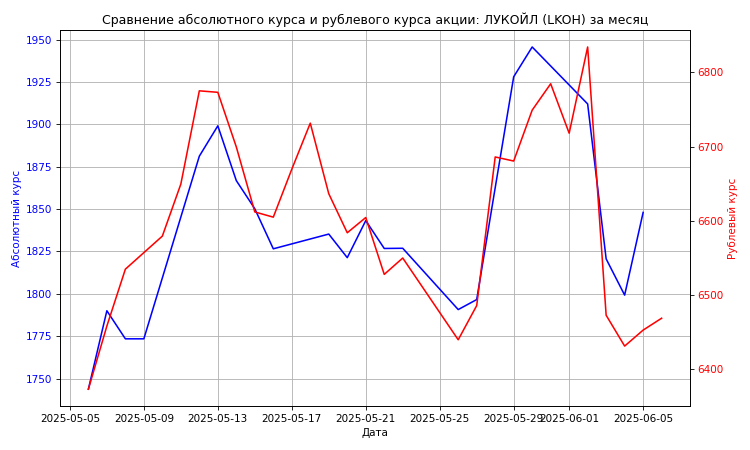 Сравнение абсолютного курса и рублевого курса акции: ЛУКОЙЛ (LKOH) за месяц
1950
1925
1900
1875
1850
1825
1800
1775
1750
Абсолютный курс
6800
6700
6600
6500
6400
Рублевый курс
2025-05-05 2025-05-09 2025-05-13 2025-05-17 2025-05-21 2025-05-25 2025-05-29 2025-06-01 2025-06-05
Дата